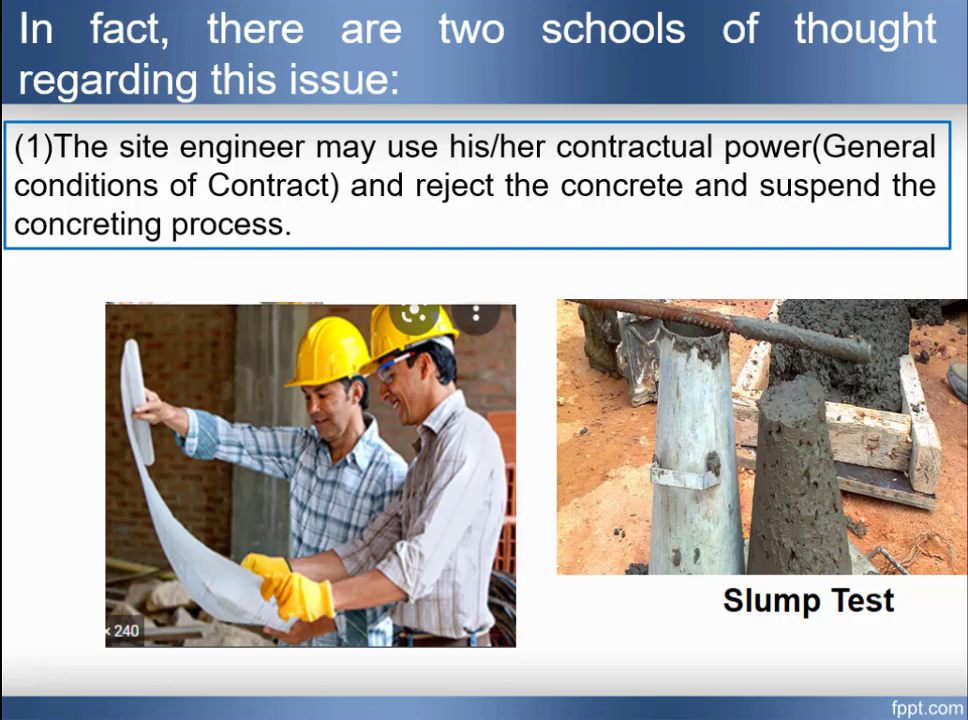 In fact, there are two schools of thought
regarding this issue:
(1)The site engineer may use his/her contractual power(General
conditions of Contract) and reject the concrete and suspend the
concreting process.
× 240
Slump Test
fppt.com